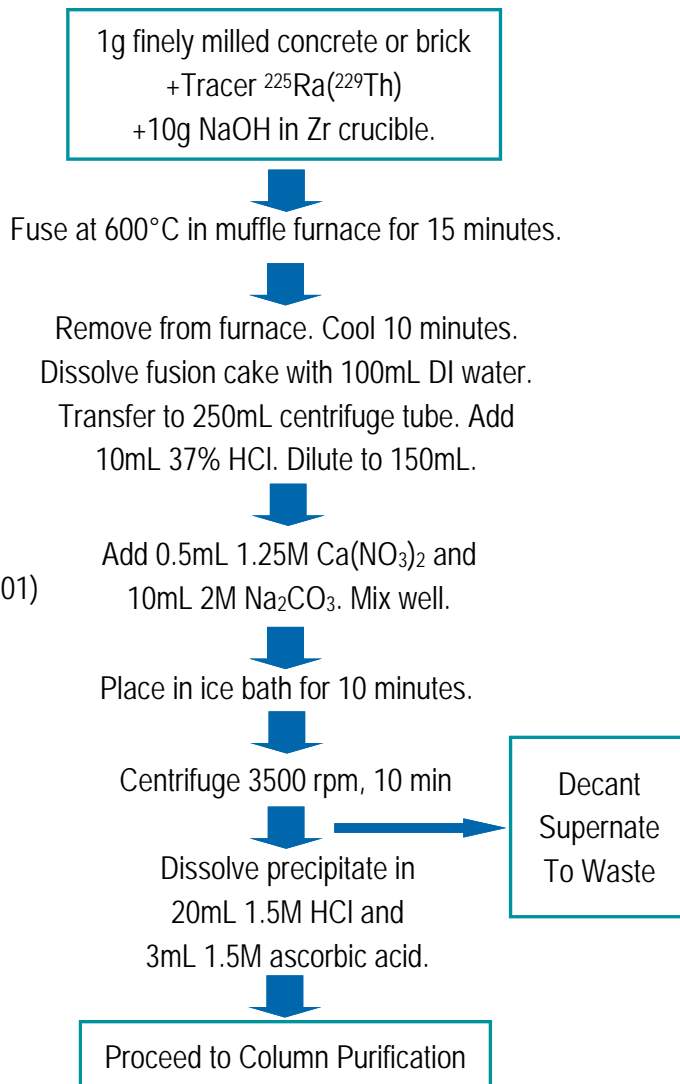 1g finely milled concrete or brick
+Tracer ²²⁵Ra(²²⁹Th)
+10g NaOH in Zr crucible.
Fuse at 600°C in muffle furnace for 15 minutes.
Remove from furnace. Cool 10 minutes.
Dissolve fusion cake with 100mL DI water.
Transfer to 250mL centrifuge tube. Add
10mL 37% HCl. Dilute to 150mL.
Add 0.5mL 1.25M Ca(NO₃)₂ and
01)
10mL 2M Na₂CO₃. Mix well.
Place in ice bath for 10 minutes.
Centrifuge 3500 rpm, 10 min
Decant
Supernate
To Waste
Dissolve precipitate in
20mL 1.5M HCl and
3mL 1.5M ascorbic acid.
Proceed to Column Purification